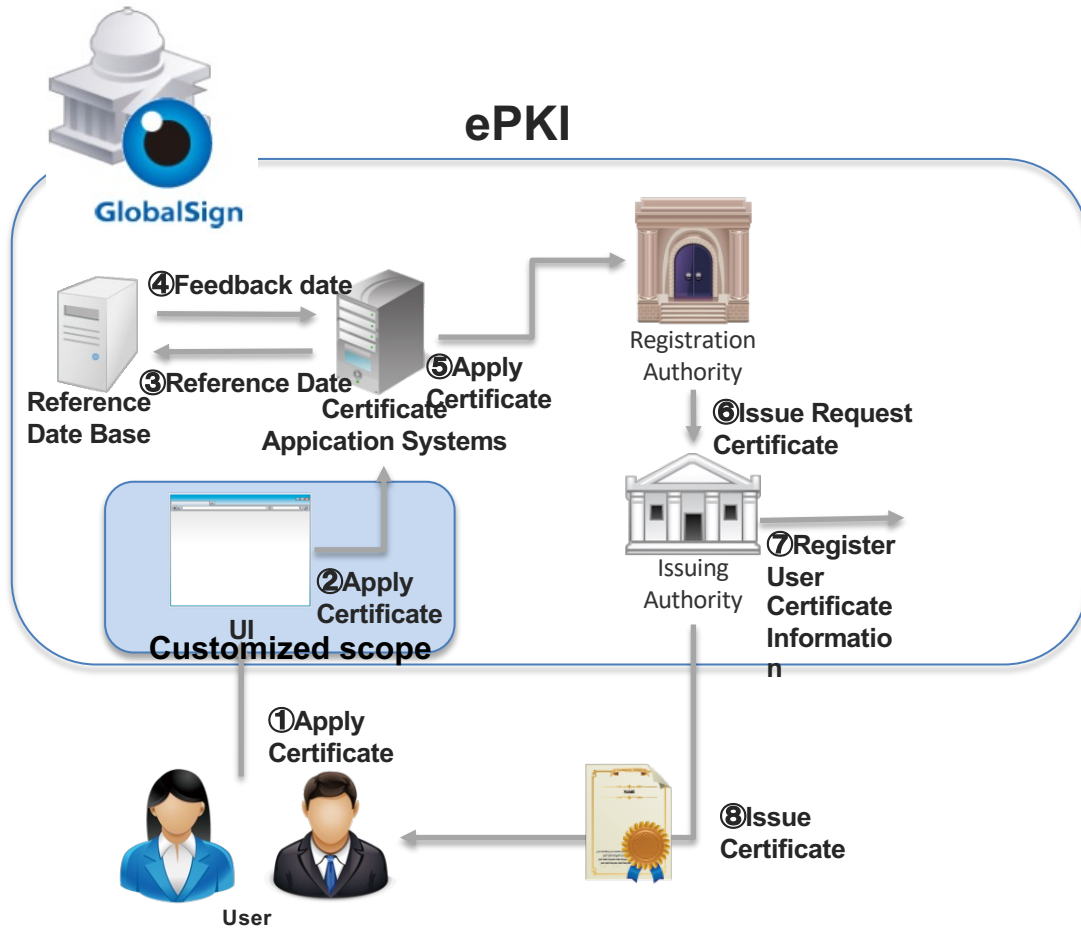 ePKI
GlobalSign
④Feedback date
③Reference Date
Reference
Date Base
Certificate
Appication Systems
⑤Apply
Certificate
Registration
Authority
⑥Issue Request
Certificate
Issuing
Authority
⑦Register
User
Certificate
Informatio
n
②Apply
Certificate
UI
Customized scope
①Apply
Certificate
⑧Issue
Certificate
User